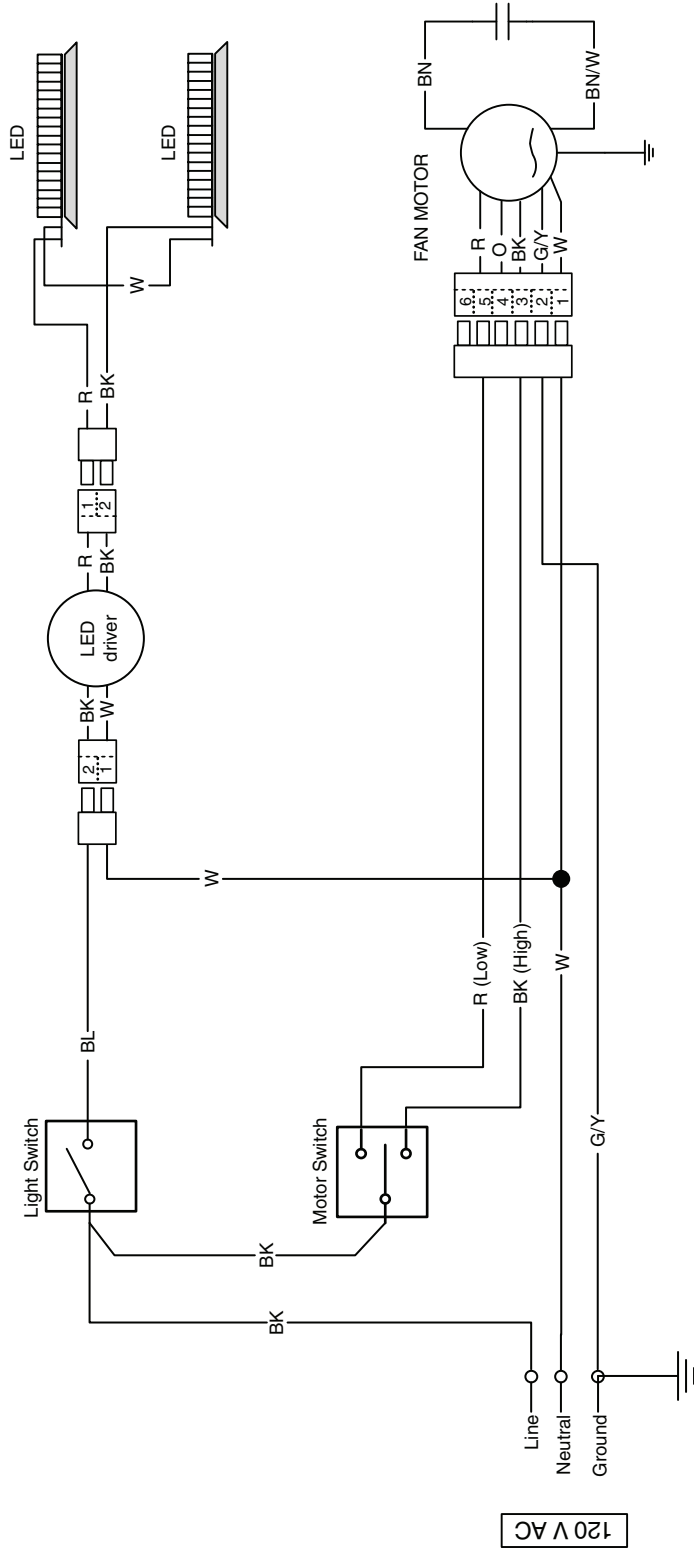 Light Switch
BL
BK
W
2
1
LED
driver
R
BK
1
2
R
BK
W
LED
LED
BK
BK
W
Motor Switch
R (Low)
BK (High)
W
G/Y
6
5
4
3
2
1
R
O
BK
G/Y
W
FAN MOTOR
BN
BN/W
Line
Neutral
Ground
120 V AC